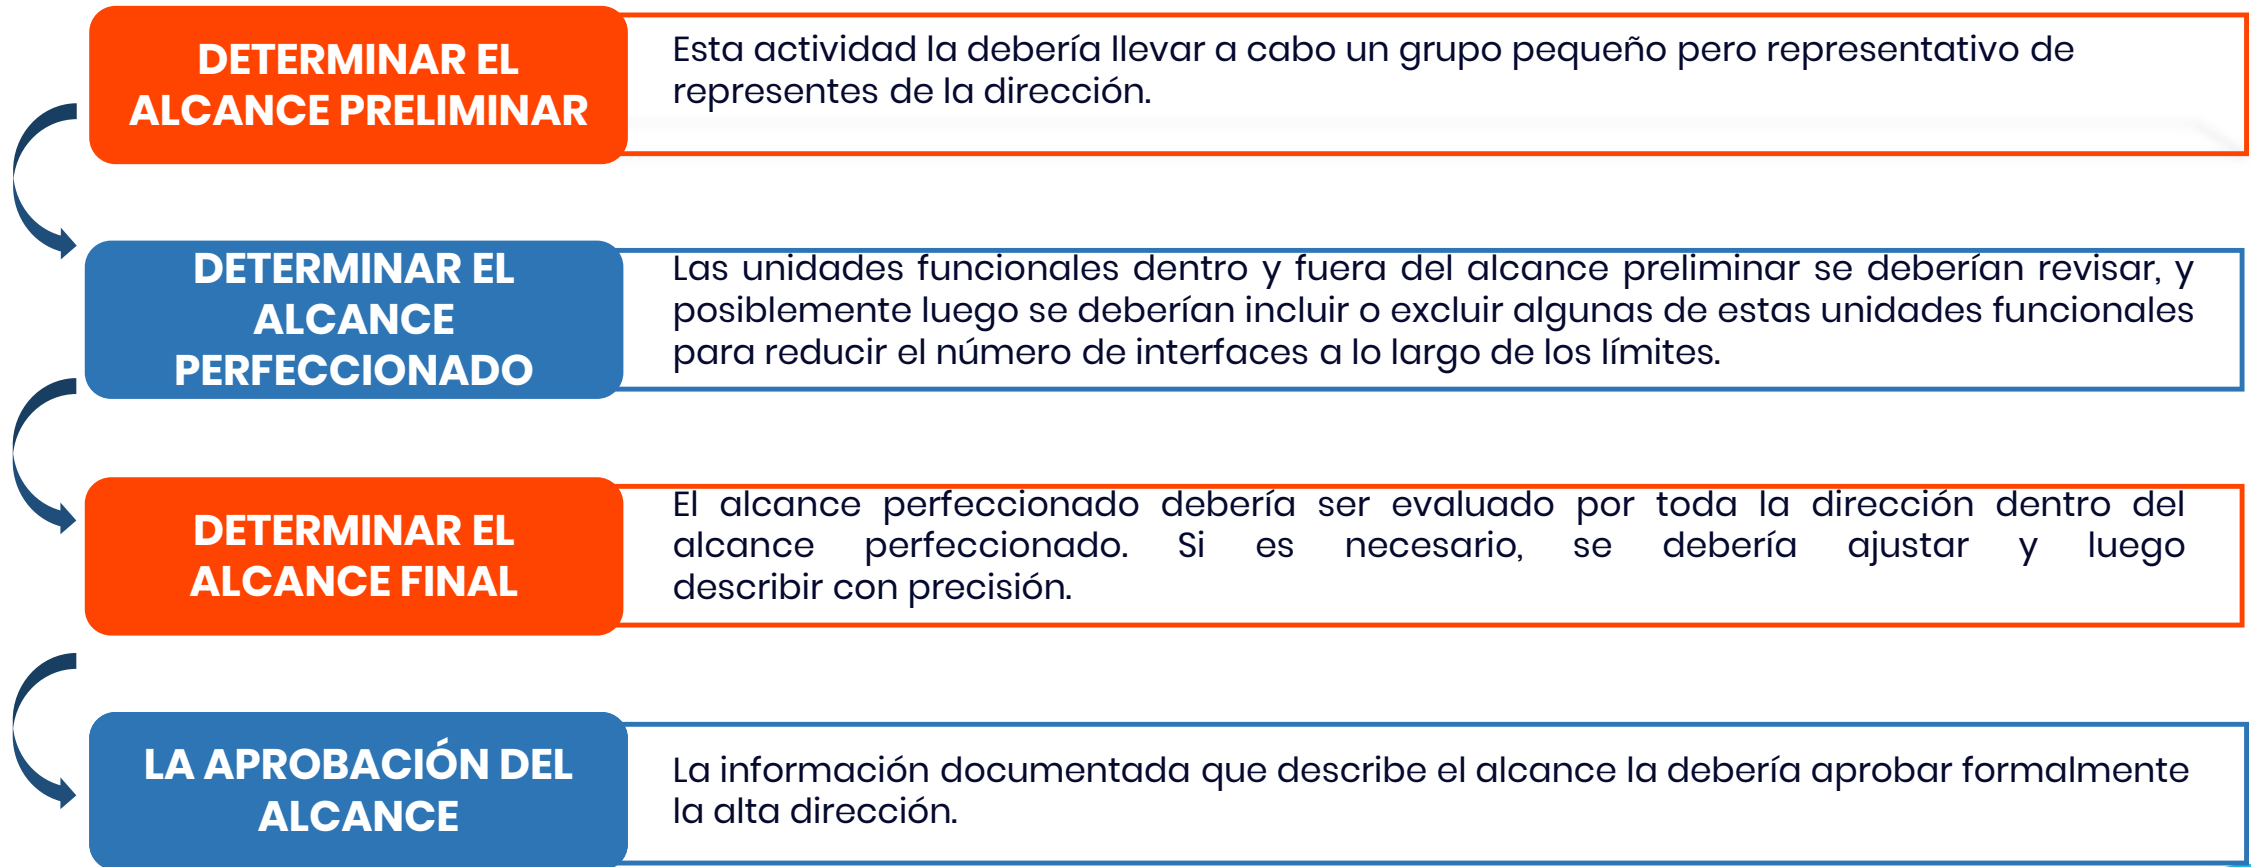 DETERMINAR EL
ALCANCE PRELIMINAR
Esta actividad la debería llevar a cabo un grupo pequeño pero representativo de
representes de la dirección.
DETERMINAR EL
ALCANCE
PERFECCIONADO
Las unidades funcionales dentro y fuera del alcance preliminar se deberían revisar, y
posiblemente luego se deberían incluir o excluir algunas de estas unidades funcionales
para reducir el número de interfaces a lo largo de los límites.
DETERMINAR EL
ALCANCE FINAL
El alcance perfeccionado debería ser evaluado por toda la dirección dentro del
alcance perfeccionado. Si es necesario, se debería ajustar y luego
describir con precisión.
LA APROBACIÓN DEL
ALCANCE
La información documentada que describe el alcance la debería aprobar formalmente
la alta dirección.